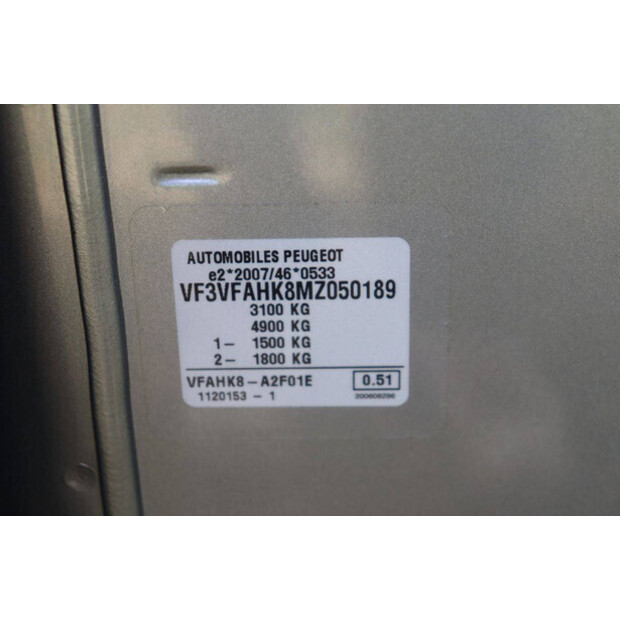 AUTOMOBILES PEUGEOT
e2*2007/46*0533
VF3VFAHK8MZ050189
3100 KG
4900 KG
1- 1500 KG
2- 1800 KG
VFAHK8-A2F01E 0.51
1120153 - 1 200608296